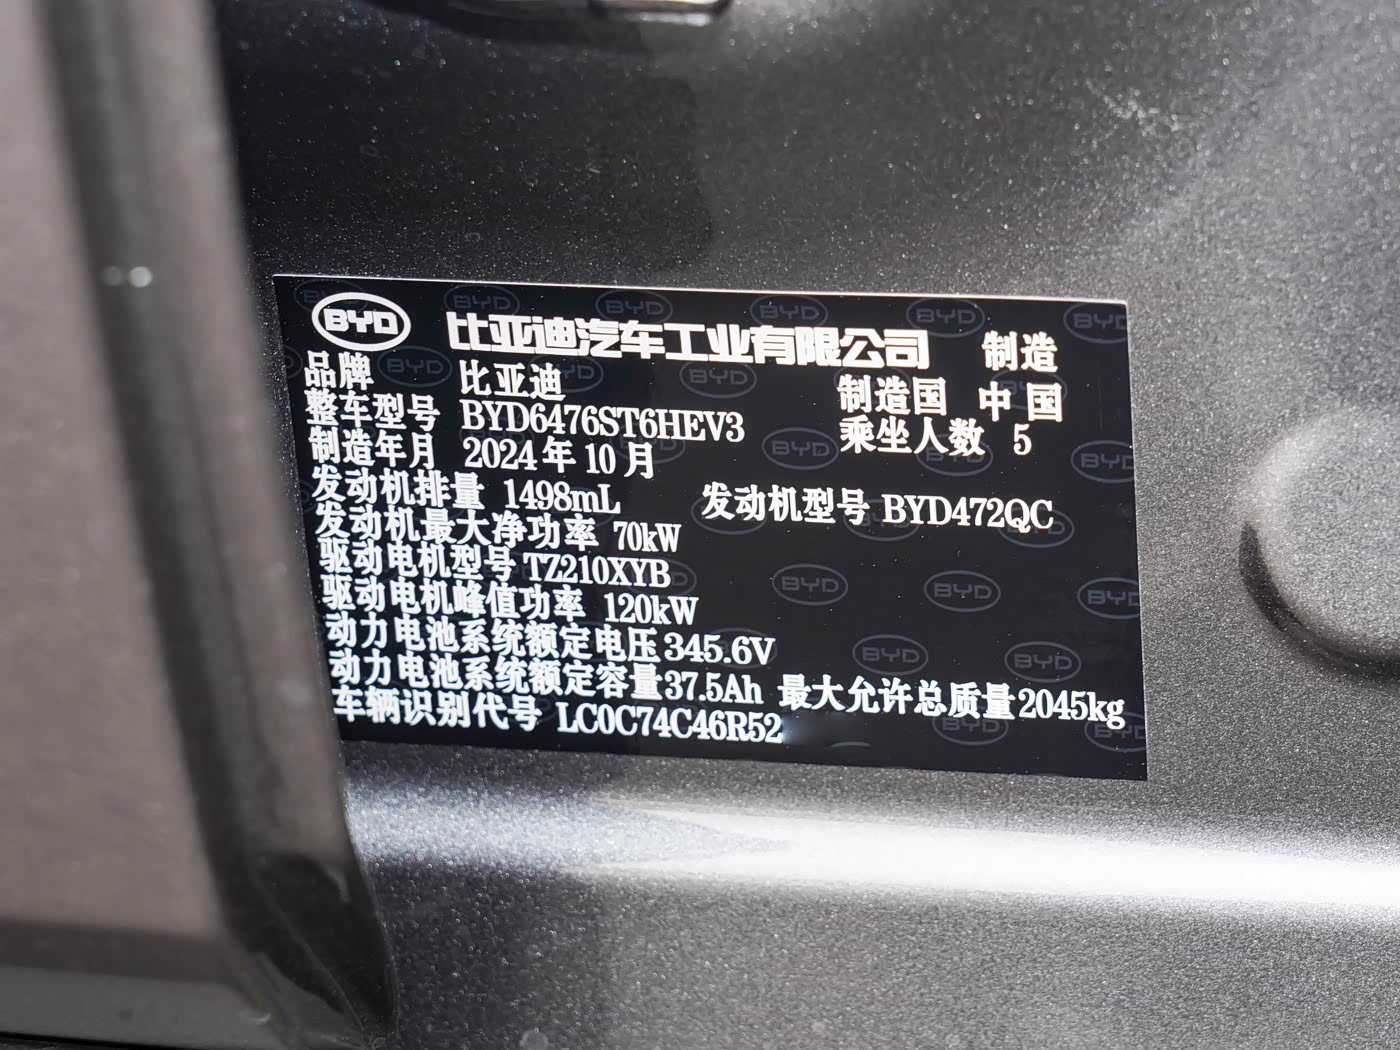 BYD 比亚迪汽车工业有限公司 制造
品牌 比亚迪 制造国 中国
整车型号 BYD6476ST6HEV3 乘坐人数 5
制造年月 2024年10月
发动机排量 1498mL 发动机型号 BYD472QC
发动机最大净功率 70kW
驱动电机型号 TZ210XYB
驱动电机峰值功率 120kW
动力电池系统额定电压 345.6V
动力电池系统额定容量 37.5Ah 最大允许总质量 2045kg
车辆识别代号 LC0C74C46R52